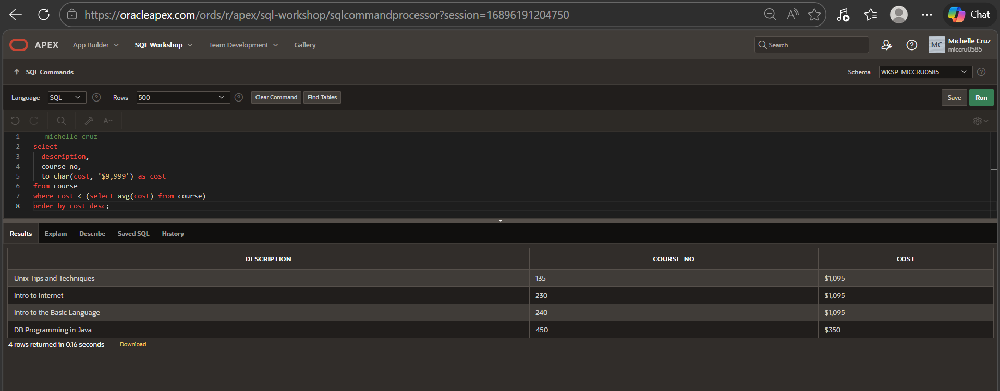 https://oracleapex.com/ords/r/apex/sql-workshop/sqlcommandprocessor?session=16896191204750
Chat
APEX App Builder SQL Workshop Team Development Gallery Search MC Michelle Cruz
miccru0585
SQL Commands Schema WKSP_MICCRU0585
Language SQL Rows 500 Clear Command Find Tables Save Run
1 -- michelle cruz
2 select
3 description,
4 course_no,
5 to_char(cost, '$9,999') as cost
6 from course
7 where cost < (select avg(cost) from course)
8 order by cost desc;
Results Explain Describe Saved SQL History
DESCRIPTION COURSE_NO COST
Unix Tips and Techniques 135 $1,095
Intro to Internet 230 $1,095
Intro to the Basic Language 240 $1,095
DB Programming in Java 450 $350
4 rows returned in 0.16 seconds Download